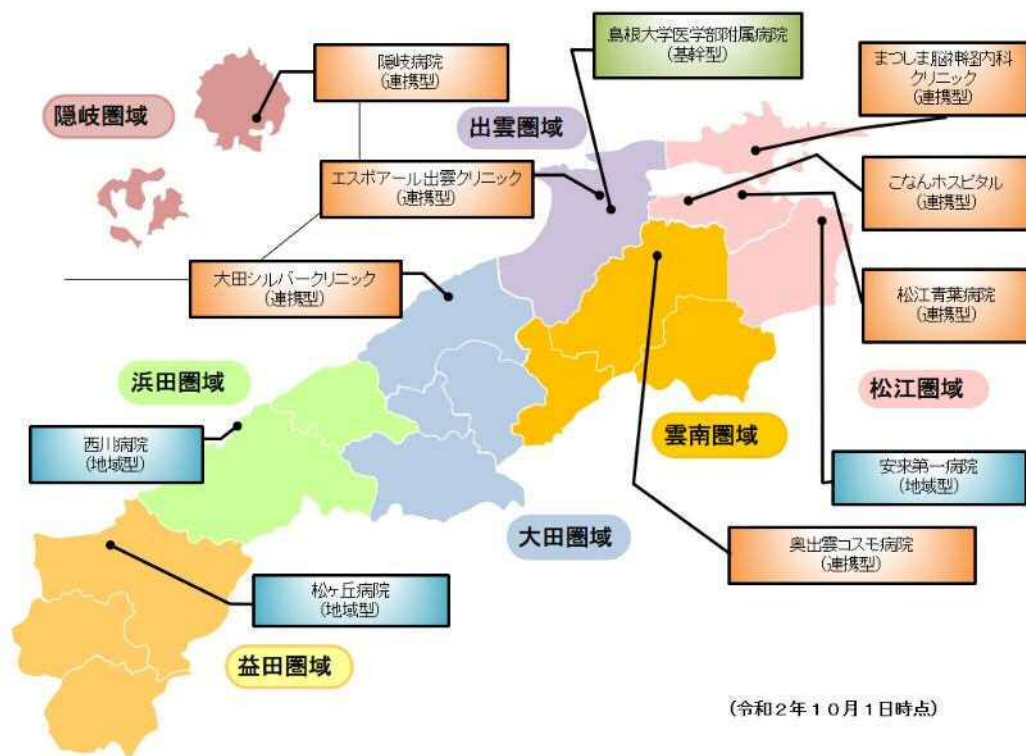 島根大学医学部附属病院
(基幹型)
隠岐病院
(連携型)
まつしま脳神経内科
クリニック
(連携型)
隠岐圏域
出雲圏域
エスポアール出雲クリニック
(連携型)
こなんホスピタル
(連携型)
大田シルバークリニック
(連携型)
松江青葉病院
(連携型)
浜田圏域
松江圏域
雲南圏域
西川病院
(地域型)
安来第一病院
(地域型)
大田圏域
奥出雲コスモ病院
(連携型)
松ヶ丘病院
(地域型)
益田圏域
(令和2年10月1日時点)